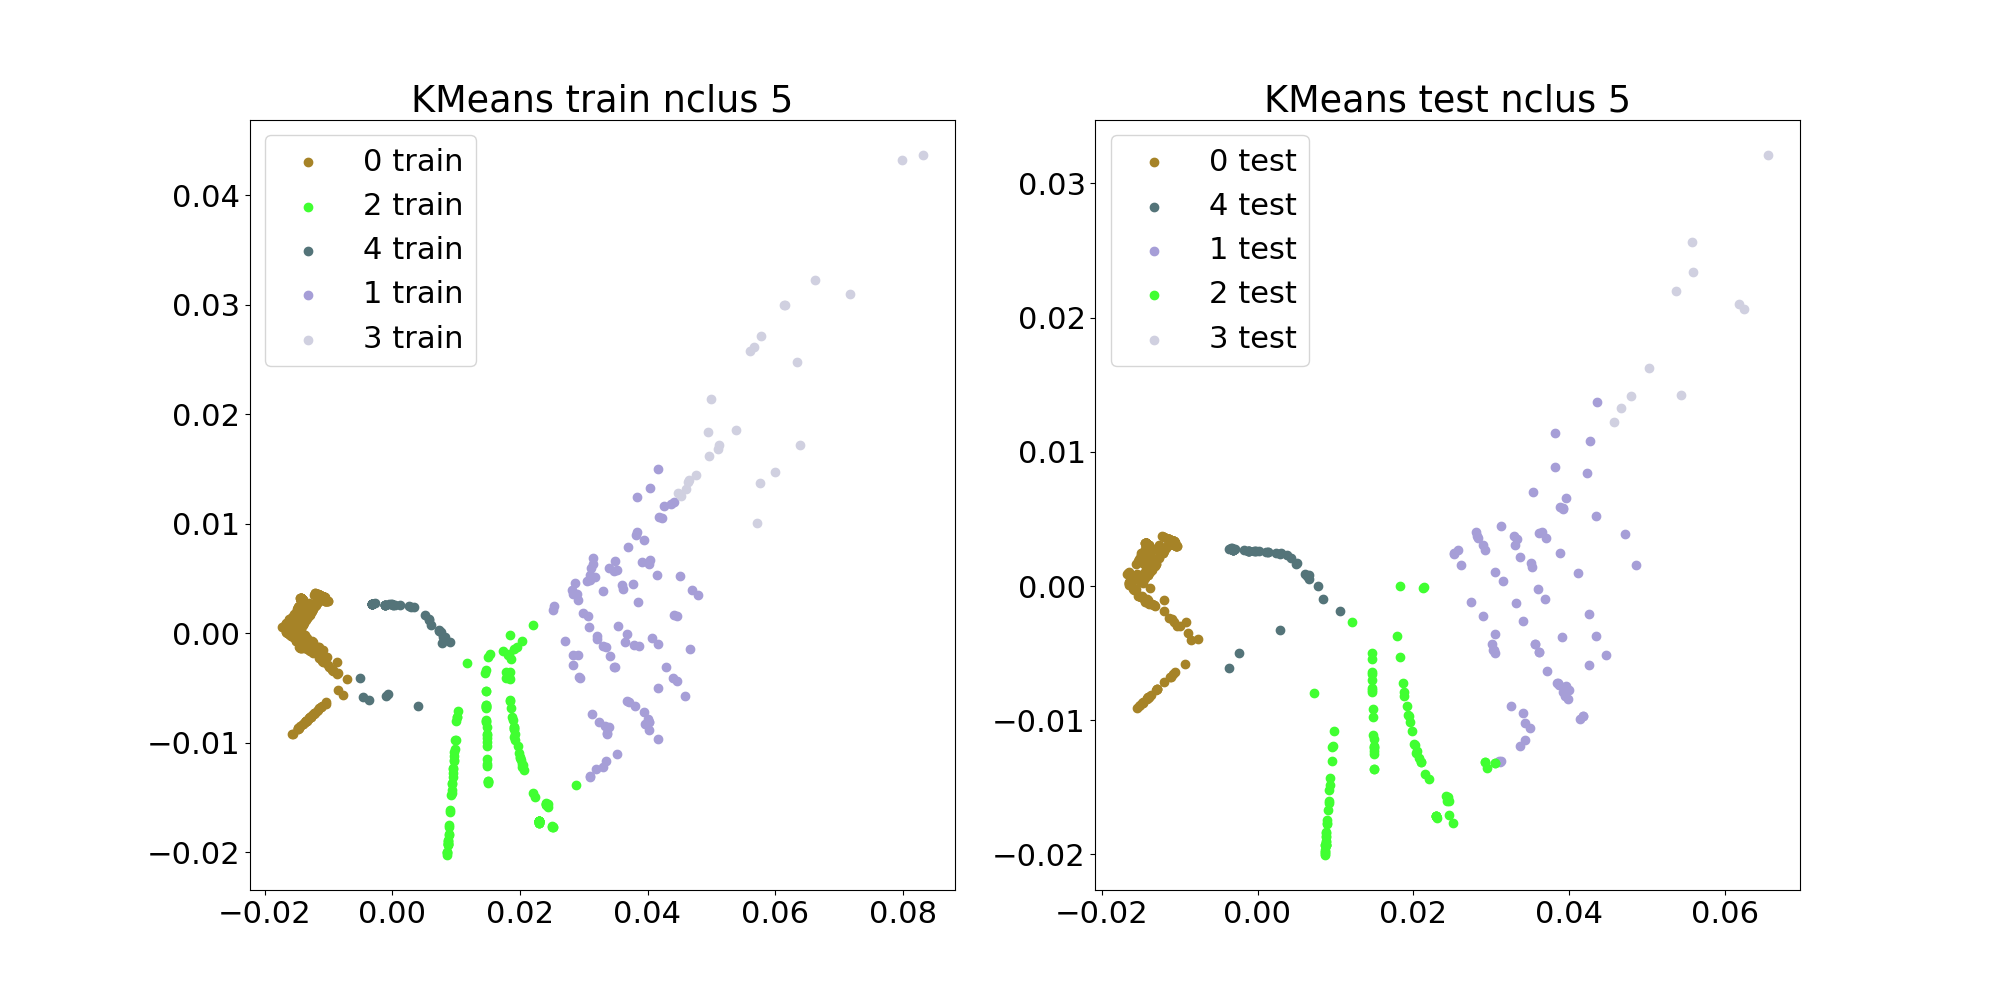 KMeans train nclus 5
0 train
2 train
4 train
1 train
3 train
0.04
0.03
0.02
0.01
0.00
−0.01
−0.02
−0.02 0.00 0.02 0.04 0.06 0.08
KMeans test nclus 5
0 test
4 test
1 test
2 test
3 test
0.03
0.02
0.01
0.00
−0.01
−0.02
−0.02 0.00 0.02 0.04 0.06